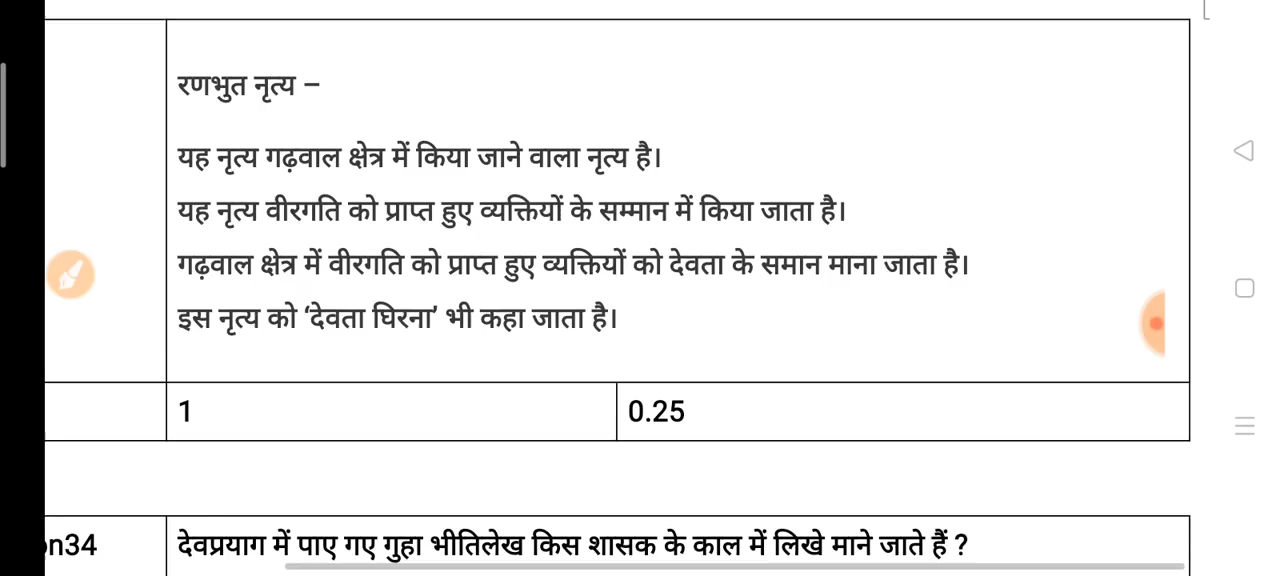 रणभुत नृत्य –
यह नृत्य गढ़वाल क्षेत्र में किया जाने वाला नृत्य है।
यह नृत्य वीरगति को प्राप्त हुए व्यक्तियों के सम्मान में किया जाता है।
गढ़वाल क्षेत्र में वीरगति को प्राप्त हुए व्यक्तियों को देवता के समान माना जाता है।
इस नृत्य को ‘देवता घिरना’ भी कहा जाता है।
1 0.25
on34 देवप्रयाग में पाए गए गुहा भीतिलेख किस शासक के काल में लिखे माने जाते हैं ?